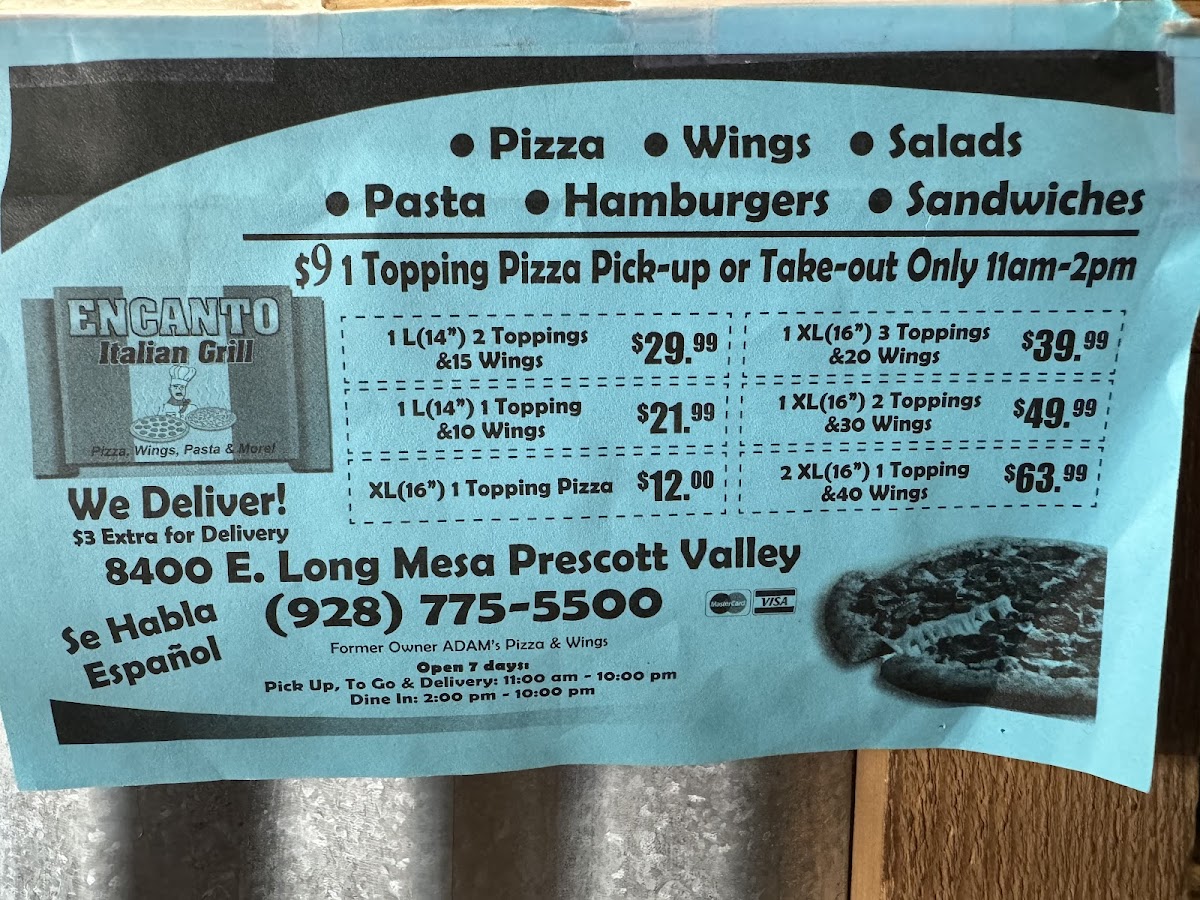 • Pizza • Wings • Salads
• Pasta • Hamburgers • Sandwiches
$9 1 Topping Pizza Pick-up or Take-out Only 11am-2pm
ENCANTO
Italian Grill
Pizza, Wings, Pasta & More!
We Deliver!
$3 Extra for Delivery
1 L(14”) 2 Toppings
&15 Wings
$29.99
1 L(14”) 1 Topping
&10 Wings
$21.99
XL(16”) 1 Topping Pizza $12.00
1 XL(16”) 3 Toppings
&20 Wings
$39.99
1 XL(16”) 2 Toppings
&30 Wings
$49.99
2 XL(16”) 1 Topping
&40 Wings
$63.99
8400 E. Long Mesa Prescott Valley
Se Habla
Español
(928) 775-5500
MasterCard VISA
Former Owner ADAM's Pizza & Wings
Open 7 days:
Pick Up, To Go & Delivery: 11:00 am - 10:00 pm
Dine In: 2:00 pm - 10:00 pm